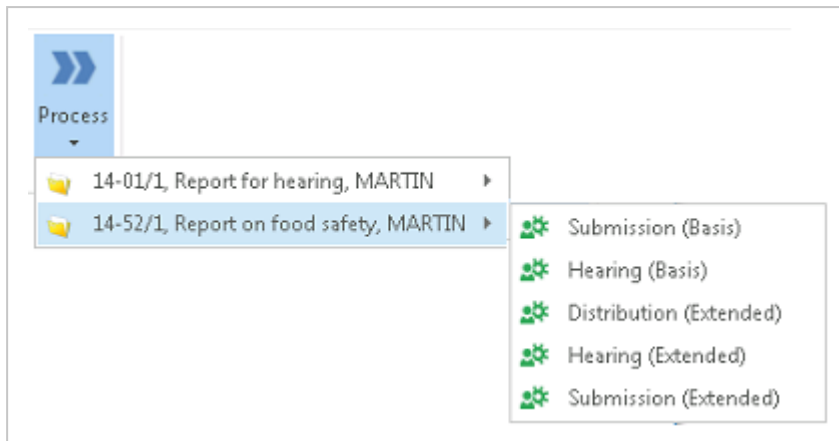 Process
14-01/1, Report for hearing, MARTIN
14-52/1, Report on food safety, MARTIN
Submission (Basis)
Hearing (Basis)
Distribution (Extended)
Hearing (Extended)
Submission (Extended)